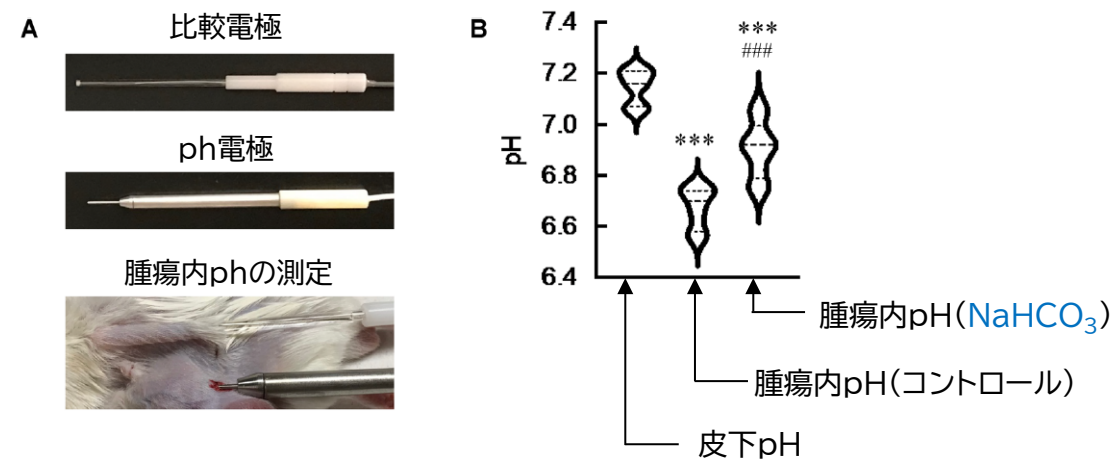 A
比較電極
ph電極
腫瘍内phの測定
B
pH
7.4
7.2
7.0
6.8
6.6
6.4
***
***
###
腫瘍内pH(NaHCO₃)
腫瘍内pH(コントロール)
皮下pH